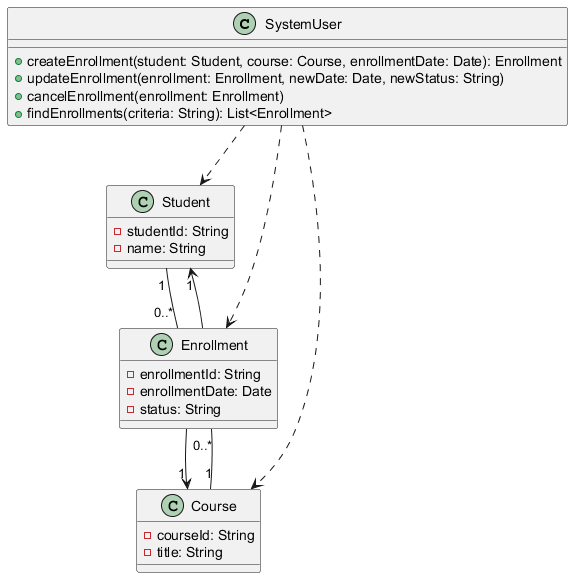 C SystemUser
createEnrollment(student: Student, course: Course, enrollmentDate: Date): Enrollment
updateEnrollment(enrollment: Enrollment, newDate: Date, newStatus: String)
cancelEnrollment(enrollment: Enrollment)
findEnrollments(criteria: String): List<Enrollment>
C Student
studentId: String
name: String
1 1
0..*
C Enrollment
enrollmentId: String
enrollmentDate: Date
status: String
0..*
1 1
C Course
courseId: String
title: String